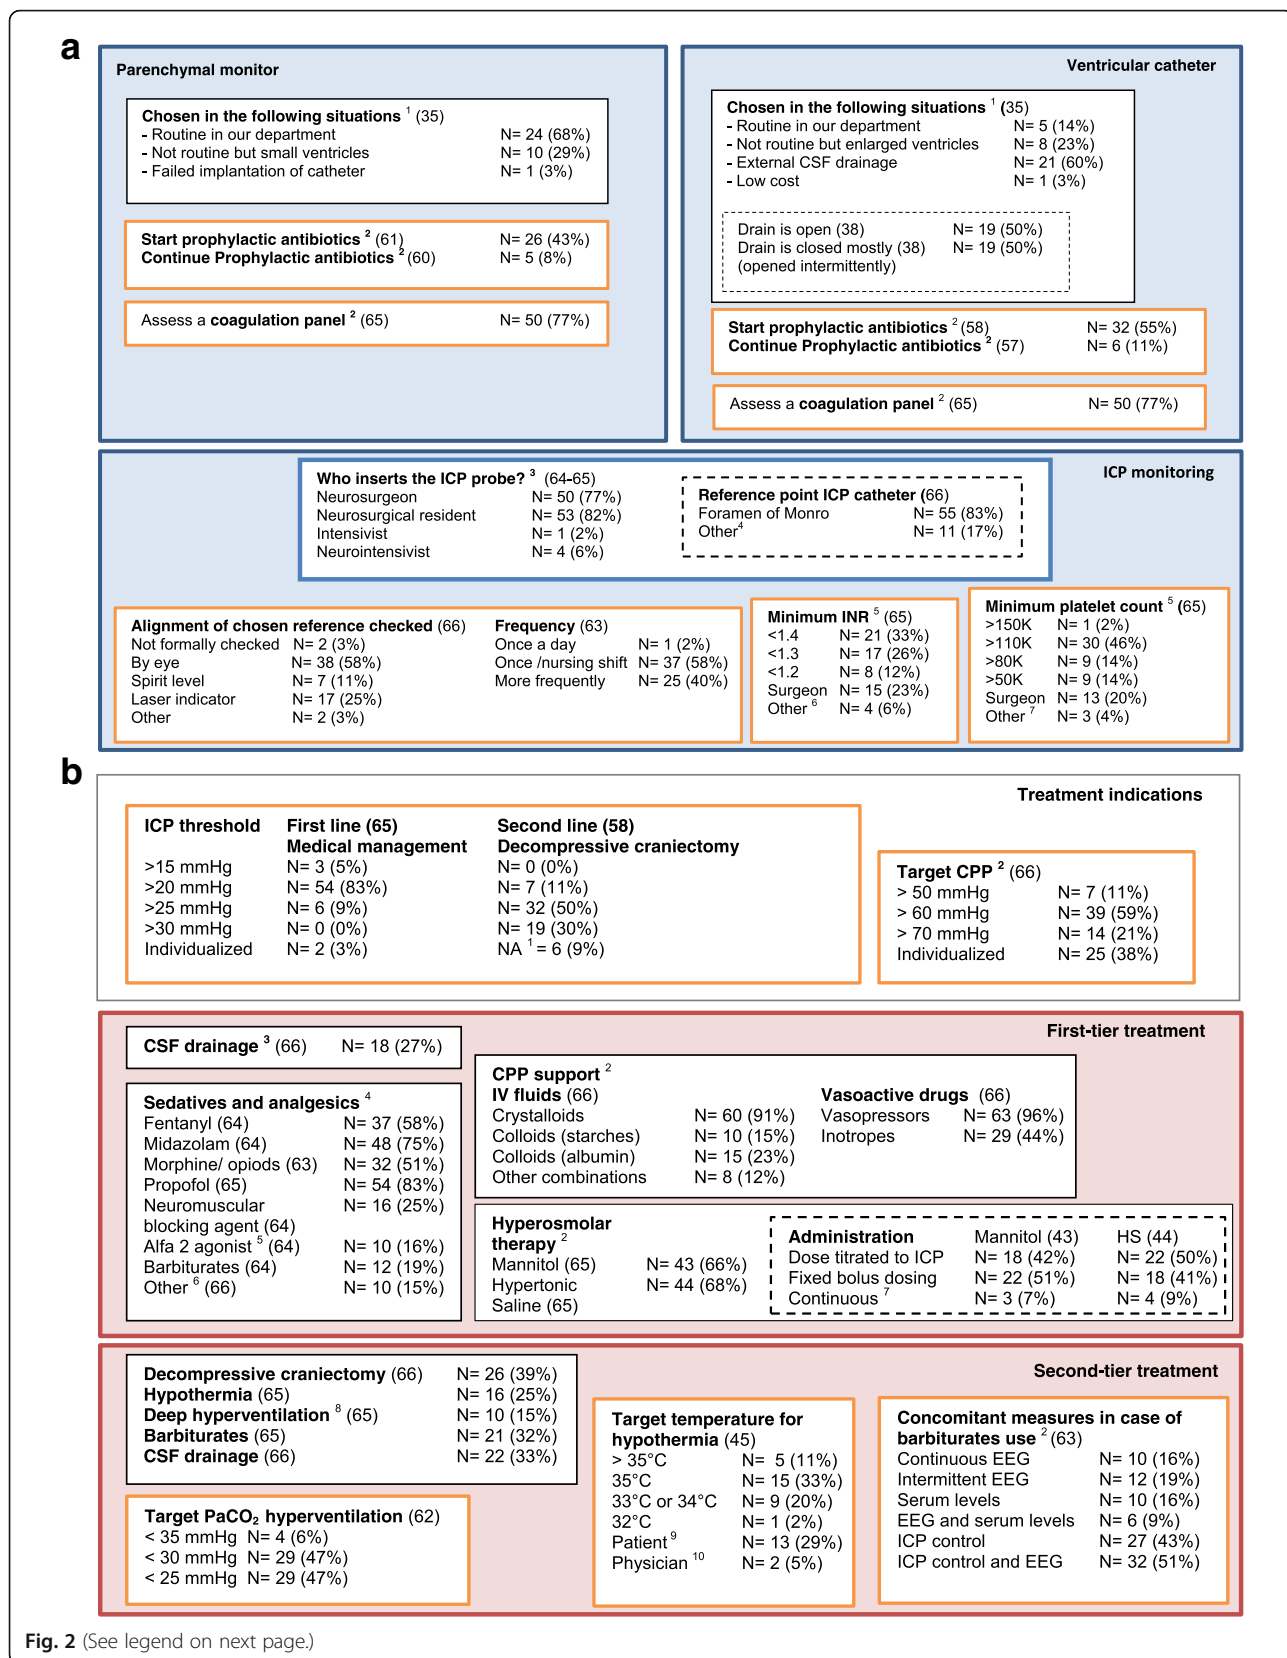 a
Parenchymal monitor
Chosen in the following situations 1 (35)
- Routine in our department N= 24 (68%)
- Not routine but small ventricles N= 10 (29%)
- Failed implantation of catheter N= 1 (3%)
Start prophylactic antibiotics 2 (61) N= 26 (43%)
Continue Prophylactic antibiotics 2 (60) N= 5 (8%)
Assess a coagulation panel 2 (65) N= 50 (77%)
Ventricular catheter
Chosen in the following situations 1 (35)
- Routine in our department N= 5 (14%)
- Not routine but enlarged ventricles N= 8 (23%)
- External CSF drainage N= 21 (60%)
- Low cost N= 1 (3%)
Drain is open (38) N= 19 (50%)
Drain is closed mostly (38) N= 19 (50%)
(opened intermittently)
Start prophylactic antibiotics 2 (58) N= 32 (55%)
Continue Prophylactic antibiotics 2 (57) N= 6 (11%)
Assess a coagulation panel 2 (65) N= 50 (77%)
ICP monitoring
Who inserts the ICP probe? 3 (64-65)
Neurosurgeon N= 50 (77%)
Neurosurgical resident N= 53 (82%)
Intensivist N= 1 (2%)
Neurointensivist N= 4 (6%)
Reference point ICP catheter (66)
Foramen of Monro N= 55 (83%)
Other4 N= 11 (17%)
Alignment of chosen reference checked (66)
Not formally checked N= 2 (3%)
By eye N= 38 (58%)
Spirit level N= 7 (11%)
Laser indicator N= 17 (25%)
Other N= 2 (3%)
Frequency (63)
Once a day N= 1 (2%)
Once /nursing shift N= 37 (58%)
More frequently N= 25 (40%)
Minimum INR 5 (65)
<1.4 N= 21 (33%)
<1.3 N= 17 (26%)
<1.2 N= 8 (12%)
Surgeon N= 15 (23%)
Other 6 N= 4 (6%)
Minimum platelet count 5 (65)
>150K N= 1 (2%)
>110K N= 30 (46%)
>80K N= 9 (14%)
>50K N= 9 (14%)
Surgeon N= 13 (20%)
Other 7 N= 3 (4%)
b
Treatment indications
ICP threshold First line (65) Second line (58)
Medical management Decompressive craniectomy
>15 mmHg N= 3 (5%) N= 0 (0%)
>20 mmHg N= 54 (83%) N= 7 (11%)
>25 mmHg N= 6 (9%) N= 32 (50%)
>30 mmHg N= 0 (0%) N= 19 (30%)
Individualized N= 2 (3%) NA 1 = 6 (9%)
Target CPP 2 (66)
> 50 mmHg N= 7 (11%)
> 60 mmHg N= 39 (59%)
> 70 mmHg N= 14 (21%)
Individualized N= 25 (38%)
First-tier treatment
CSF drainage 3 (66) N= 18 (27%)
Sedatives and analgesics 4
Fentanyl (64) N= 37 (58%)
Midazolam (64) N= 48 (75%)
Morphine/ opiods (63) N= 32 (51%)
Propofol (65) N= 54 (83%)
Neuromuscular N= 16 (25%)
blocking agent (64)
Alfa 2 agonist 5 (64) N= 10 (16%)
Barbiturates (64) N= 12 (19%)
Other 6 (66) N= 10 (15%)
CPP support 2
IV fluids (66)
Crystalloids N= 60 (91%)
Colloids (starches) N= 10 (15%)
Colloids (albumin) N= 15 (23%)
Other combinations N= 8 (12%)
Vasoactive drugs (66)
Vasopressors N= 63 (96%)
Inotropes N= 29 (44%)
Hyperosmolar
therapy 2
Mannitol (65) N= 43 (66%)
Hypertonic N= 44 (68%)
Saline (65)
Administration Mannitol (43) HS (44)
Dose titrated to ICP N= 18 (42%) N= 22 (50%)
Fixed bolus dosing N= 22 (51%) N= 18 (41%)
Continuous 7 N= 3 (7%) N= 4 (9%)
Second-tier treatment
Decompressive craniectomy (66) N= 26 (39%)
Hypothermia (65) N= 16 (25%)
Deep hyperventilation 8 (65) N= 10 (15%)
Barbiturates (65) N= 21 (32%)
CSF drainage (66) N= 22 (33%)
Target PaCO2 hyperventilation (62)
< 35 mmHg N= 4 (6%)
< 30 mmHg N= 29 (47%)
< 25 mmHg N= 29 (47%)
Target temperature for
hypothermia (45)
> 35°C N= 5 (11%)
35°C N= 15 (33%)
33°C or 34°C N= 9 (20%)
32°C N= 1 (2%)
Patient 9 N= 13 (29%)
Physician 10 N= 2 (5%)
Concomitant measures in case of
barbiturates use 2 (63)
Continuous EEG N= 10 (16%)
Intermittent EEG N= 12 (19%)
Serum levels N= 10 (16%)
EEG and serum levels N= 6 (9%)
ICP control N= 27 (43%)
ICP control and EEG N= 32 (51%)
Fig. 2 (See legend on next page.)